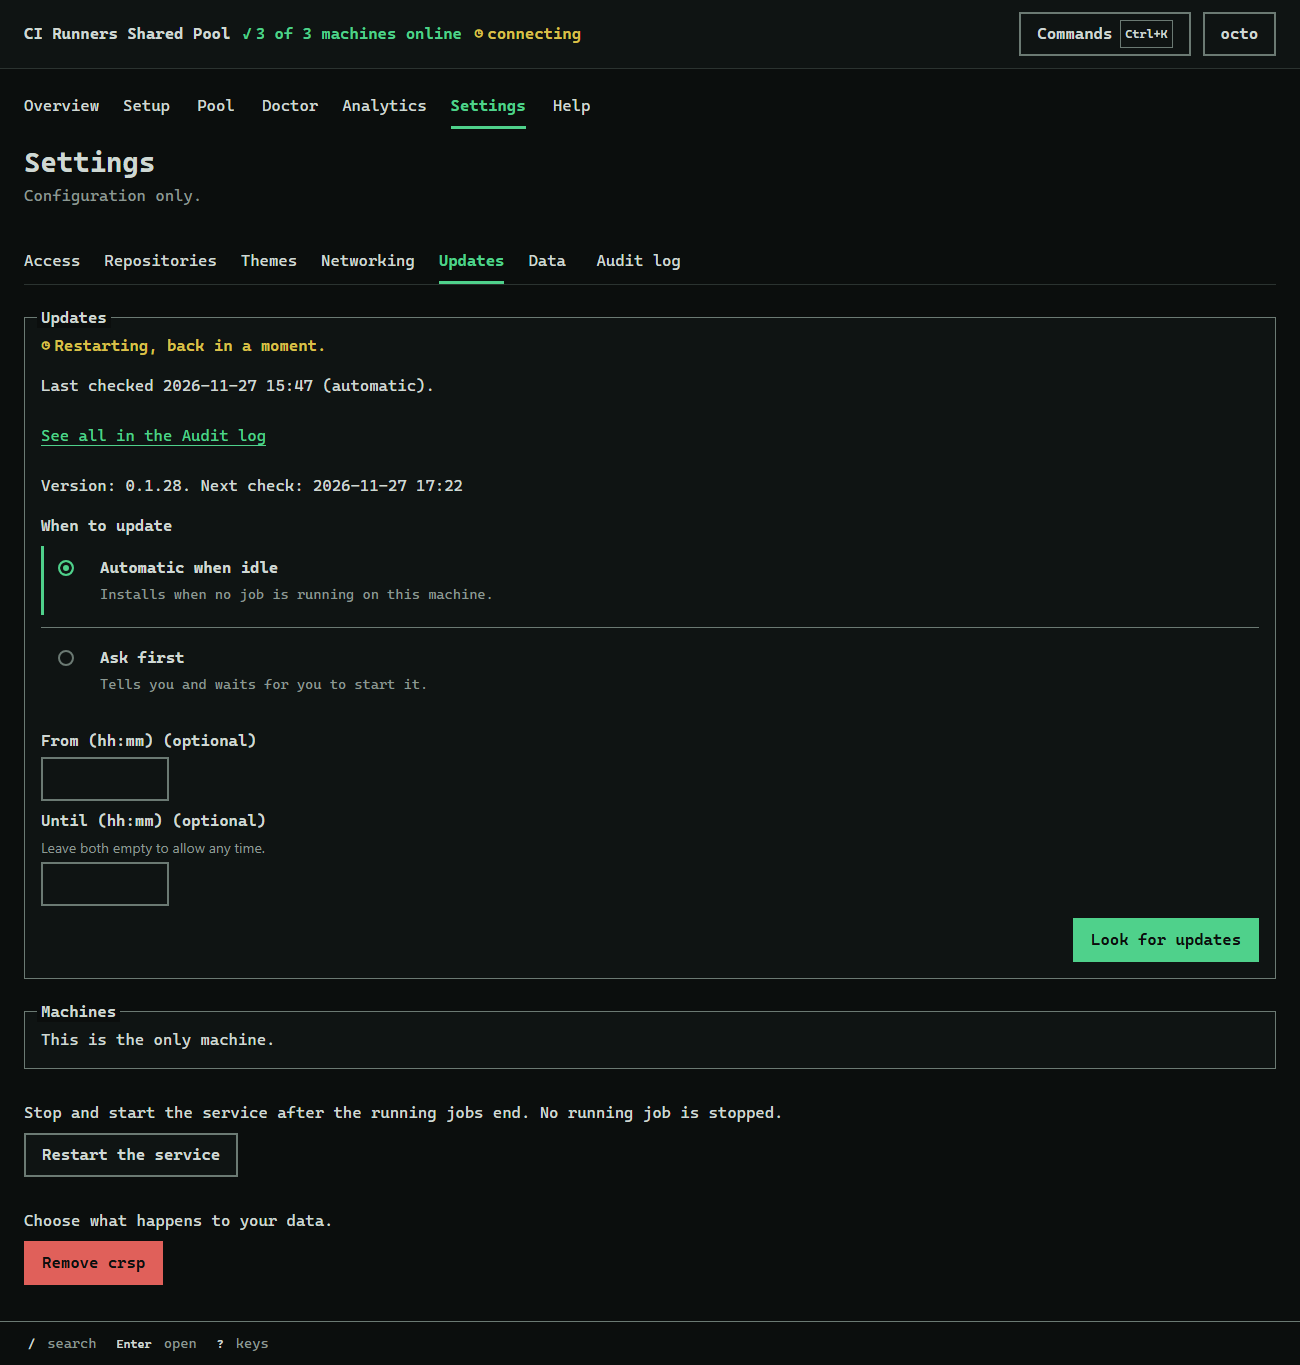 CI Runners Shared Pool ✓ 3 of 3 machines online connecting Commands Ctrl+K octo
Overview Setup Pool Doctor Analytics Settings Help
Settings
Configuration only.
Access Repositories Themes Networking Updates Data Audit log
Updates
Restarting, back in a moment.
Last checked 2026-11-27 15:47 (automatic).
See all in the Audit log
Version: 0.1.28. Next check: 2026-11-27 17:22
When to update
Automatic when idle
Installs when no job is running on this machine.
Ask first
Tells you and waits for you to start it.
From (hh:mm) (optional)
Until (hh:mm) (optional)
Leave both empty to allow any time.
Look for updates
Machines
This is the only machine.
Stop and start the service after the running jobs end. No running job is stopped.
Restart the service
Choose what happens to your data.
Remove crsp
/ search Enter open ? keys